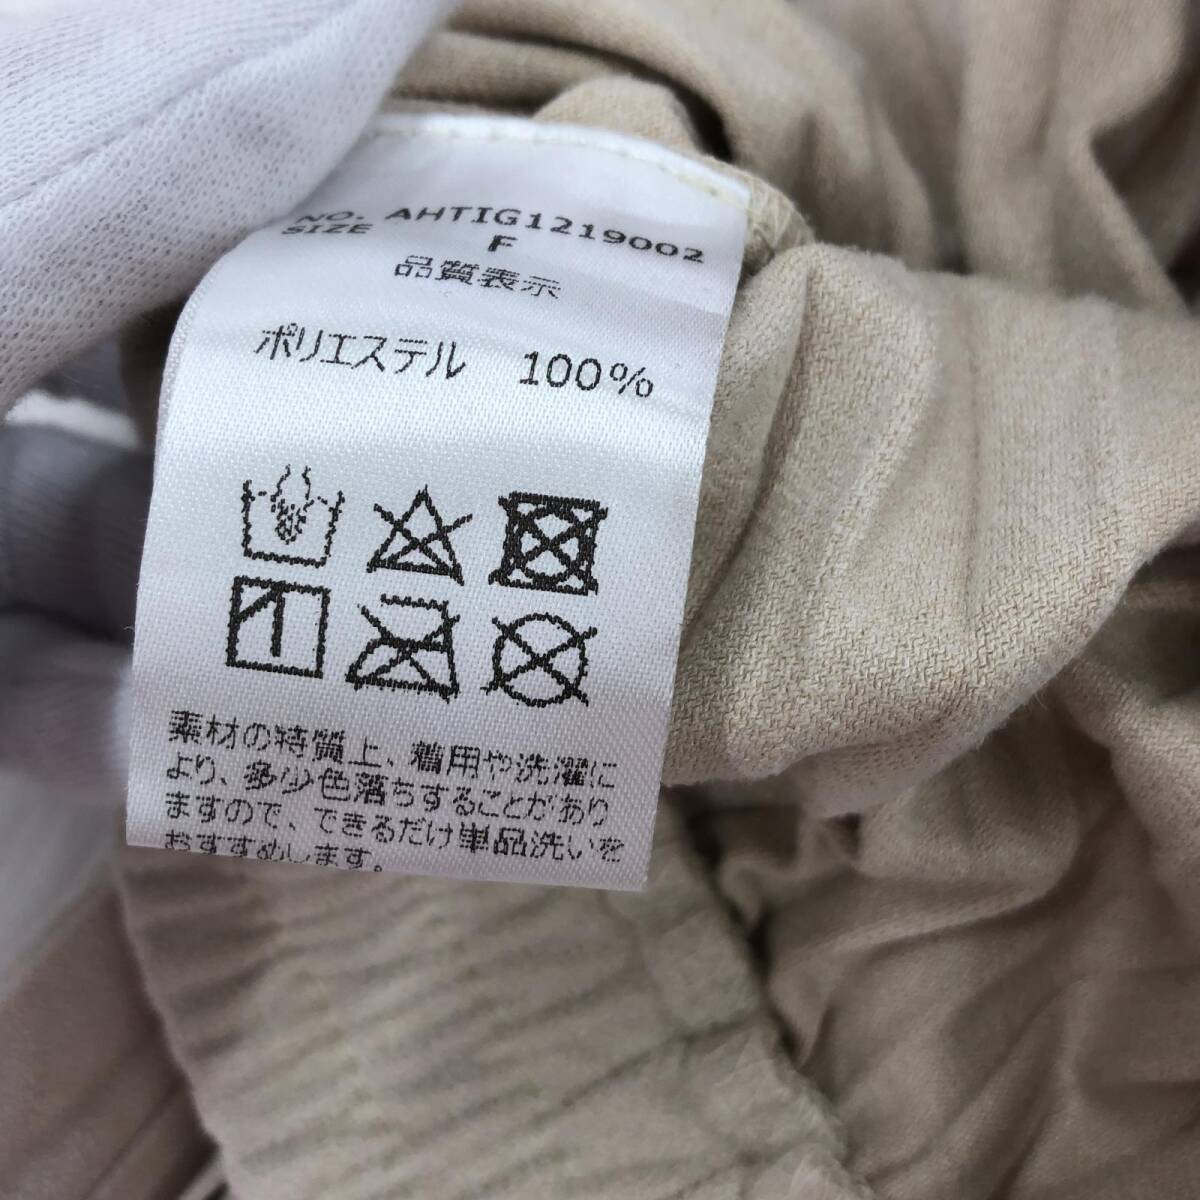 NO. AHTIG1219002
SIZE F
品質表示
ポリエステル 100%
素材の特質上、着用や洗濯に
より、多少色落ちすることがあり
ますので、できるだけ単品洗いを
おすすめします。